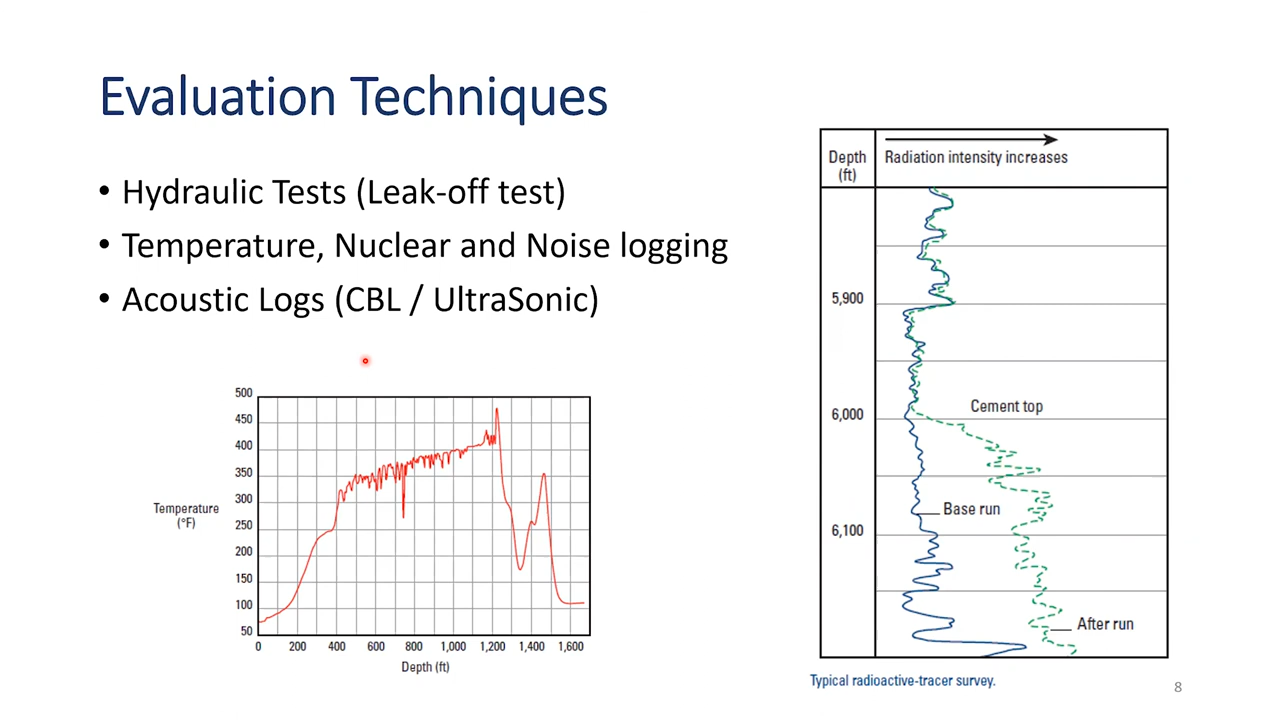 Evaluation Techniques
• Hydraulic Tests (Leak-off test)
• Temperature, Nuclear and Noise logging
• Acoustic Logs (CBL / UltraSonic)
500
450
400
350
300
250
200
150
100
50
Temperature
(°F)
0 200 400 600 800 1,000 1,200 1,400 1,600
Depth (ft)
Depth
(ft)
Radiation intensity increases
5,900
6,000
Cement top
Base run
6,100
After run
Typical radioactive-tracer survey.
8